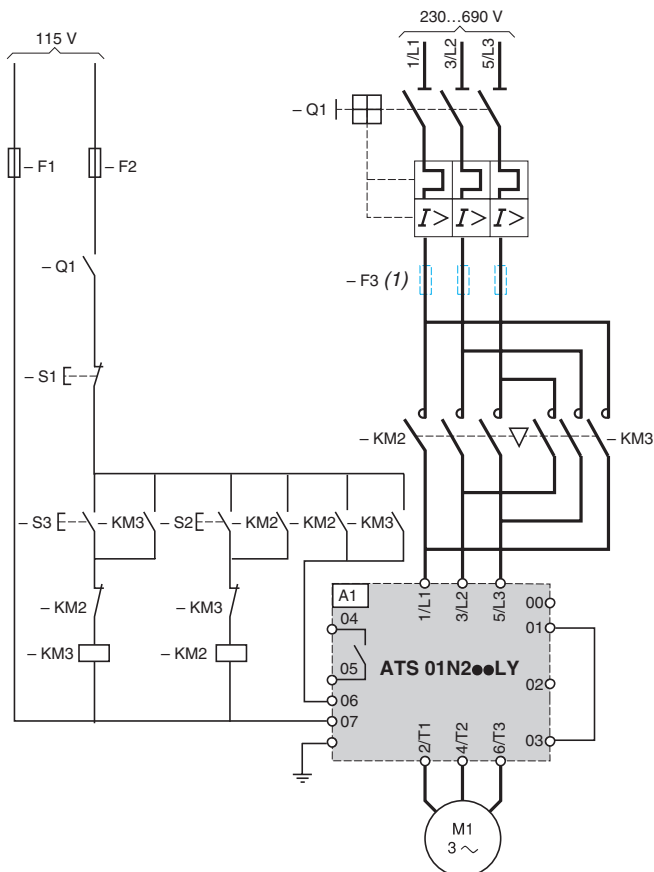 115 V
230...690 V
1/L1
3/L2
5/L3
– Q1
– F1
– F2
I>
I>
I>
– Q1
– F3 (1)
– S1
– KM2
– KM3
– S3
– KM3
– S2
– KM2
– KM2
– KM3
– KM2
– KM3
– KM3
– KM2
A1
1/L1
3/L2
5/L3
00
04
01
05
ATS 01N2●●LY
02
06
07
2/T1
4/T2
6/T3
03
M1
3 ~